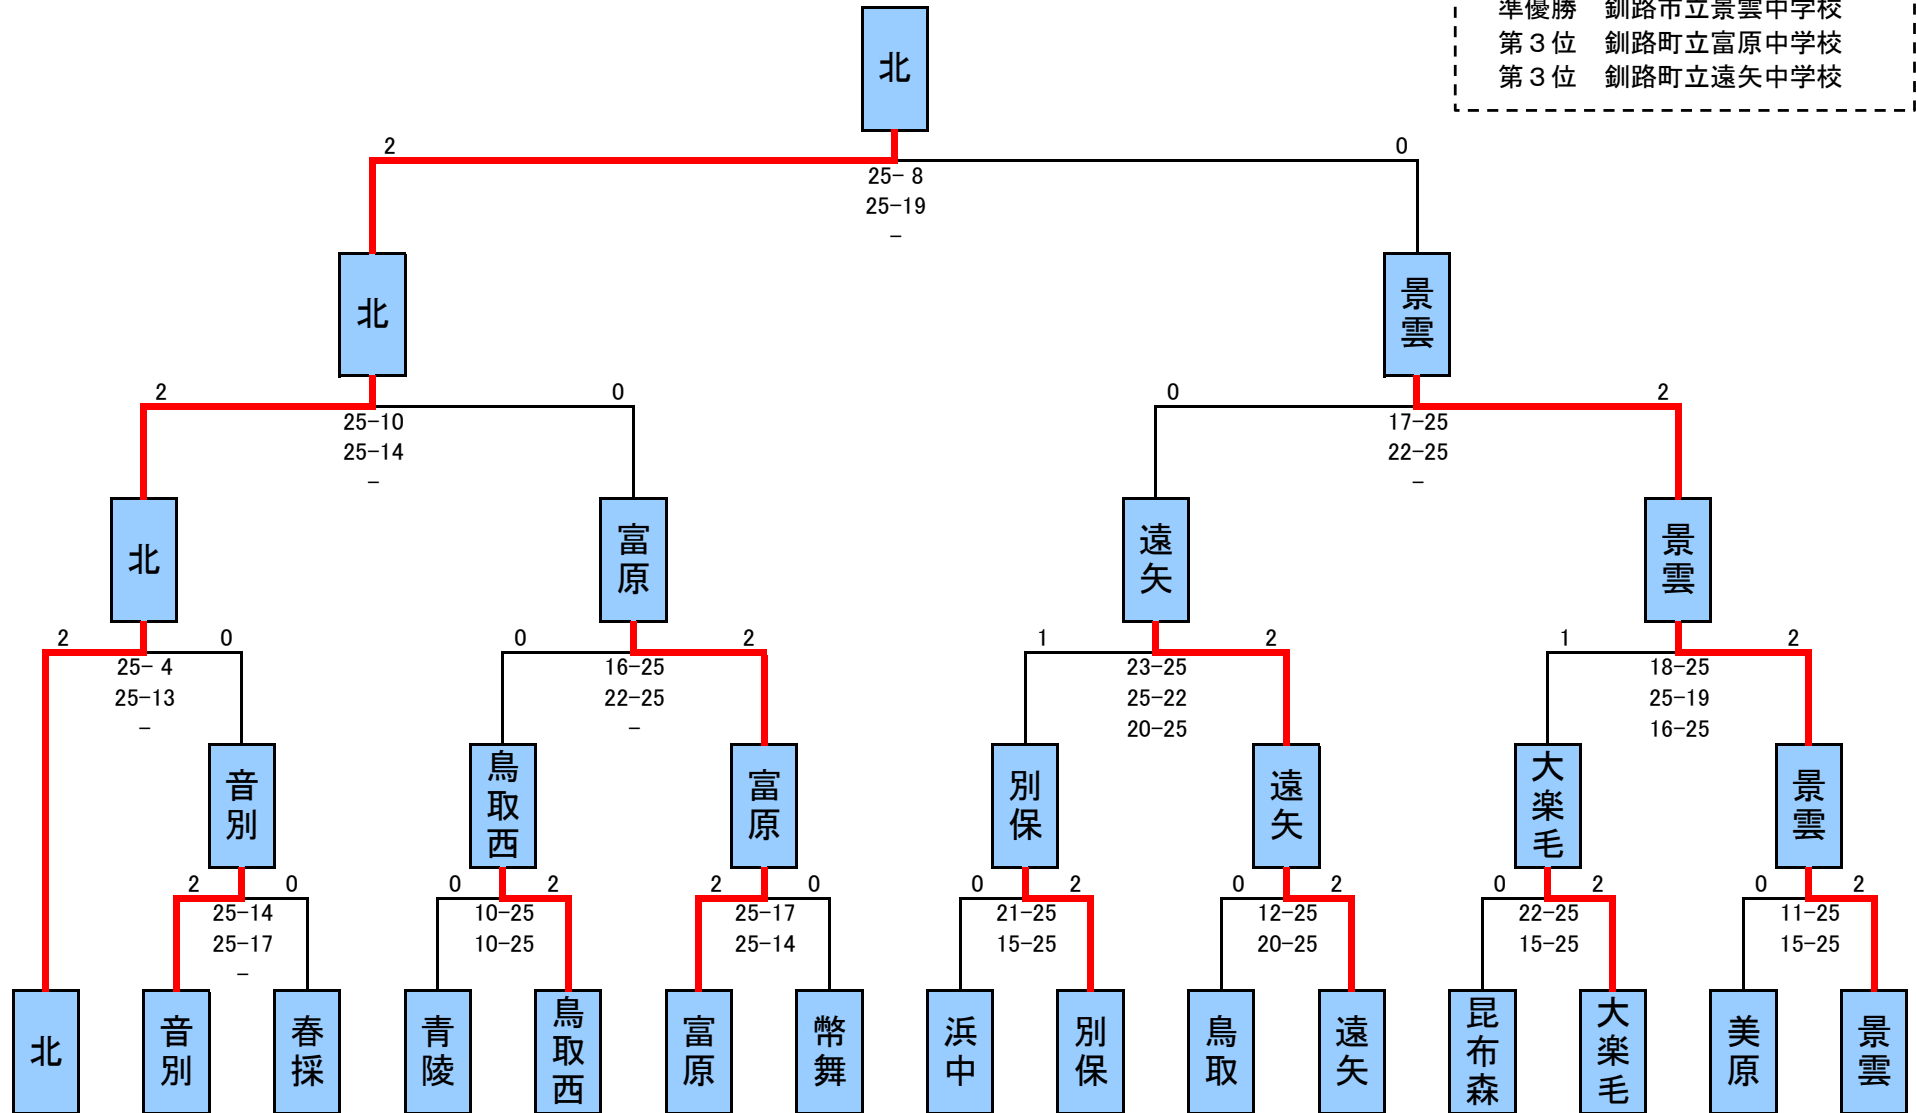 準優勝　釧路市立景雲中学校
第３位　釧路町立富原中学校
第３位　釧路町立遠矢中学校
北
2 0
25- 8
25-19
-
北 景雲
2 0 0 2
25-10 17-25
25-14 22-25
- -
北 富原 遠矢 景雲
2 0 0 2 1 2 1 2
25- 4 16-25 23-25 18-25
25-13 22-25 25-22 25-19
- - 20-25 16-25
音別 鳥取西 富原 別保 遠矢 大楽毛 景雲
2 0 0 2 2 0 0 2 0 2 0 2 0 2
25-14 10-25 25-17 21-25 12-25 22-25 11-25
25-17 10-25 25-14 15-25 20-25 15-25 15-25
-
北 音別 春採 青陵 鳥取西 富原 幣舞 浜中 別保 鳥取 遠矢 昆布森 大楽毛 美原 景雲